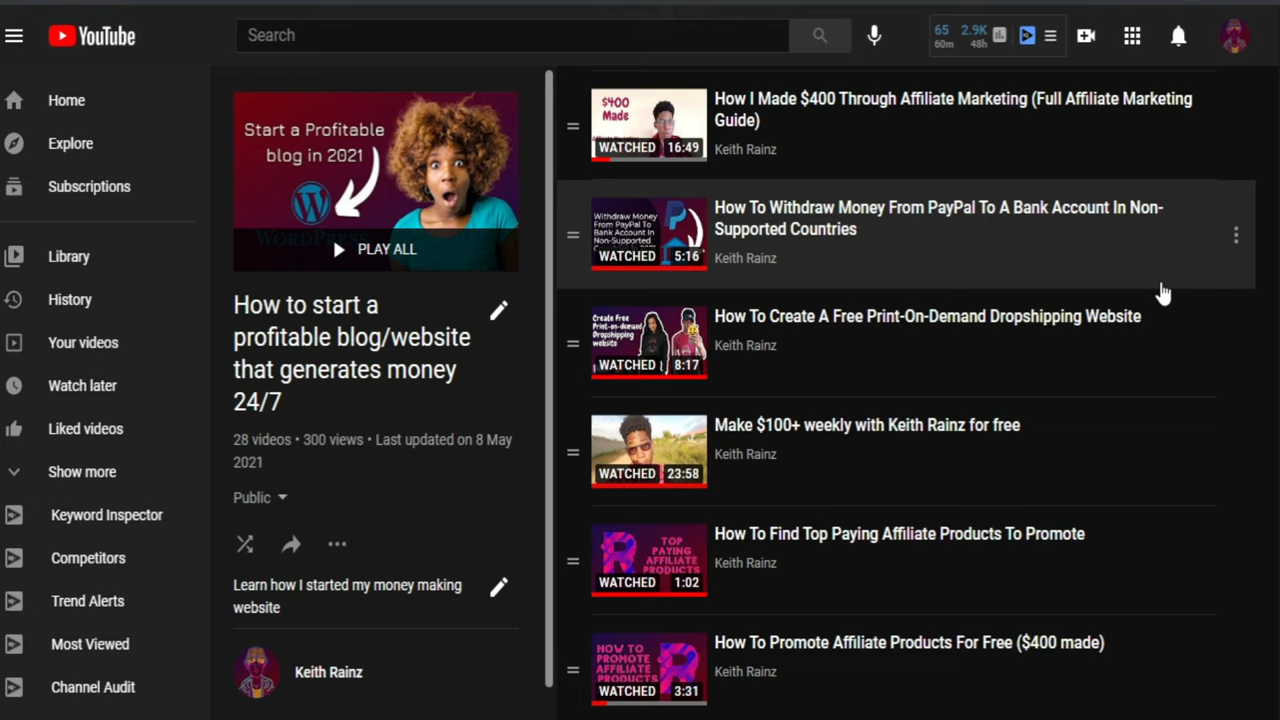 YouTube
Search
65
60m
2.9K
48h
Home
Explore
Subscriptions
Library
History
Your videos
Watch later
Liked videos
Show more
Keyword Inspector
Competitors
Trend Alerts
Most Viewed
Channel Audit
Start a Profitable
blog in 2021
WORDPRESS
PLAY ALL
How to start a
profitable blog/website
that generates money
24/7
28 videos • 300 views • Last updated on 8 May
2021
Public
Learn how I started my money making
website
Keith Rainz
$400
Made
WATCHED 16:49
How I Made $400 Through Affiliate Marketing (Full Affiliate Marketing
Guide)
Keith Rainz
Withdraw Money
From PayPal To A
Bank Account In
Non-Supported
WATCHED 5:16
How To Withdraw Money From PayPal To A Bank Account In Non-
Supported Countries
Keith Rainz
Create Free
Print-on-demand
Dropshipping
website
WATCHED 8:17
How To Create A Free Print-On-Demand Dropshipping Website
Keith Rainz
WATCHED 23:58
Make $100+ weekly with Keith Rainz for free
Keith Rainz
TOP
PAYING
AFFILIATE
PRODUCTS
WATCHED 1:02
How To Find Top Paying Affiliate Products To Promote
Keith Rainz
HOW TO
PROMOTE
AFFILIATE
PRODUCTS
WATCHED 3:31
How To Promote Affiliate Products For Free ($400 made)
Keith Rainz